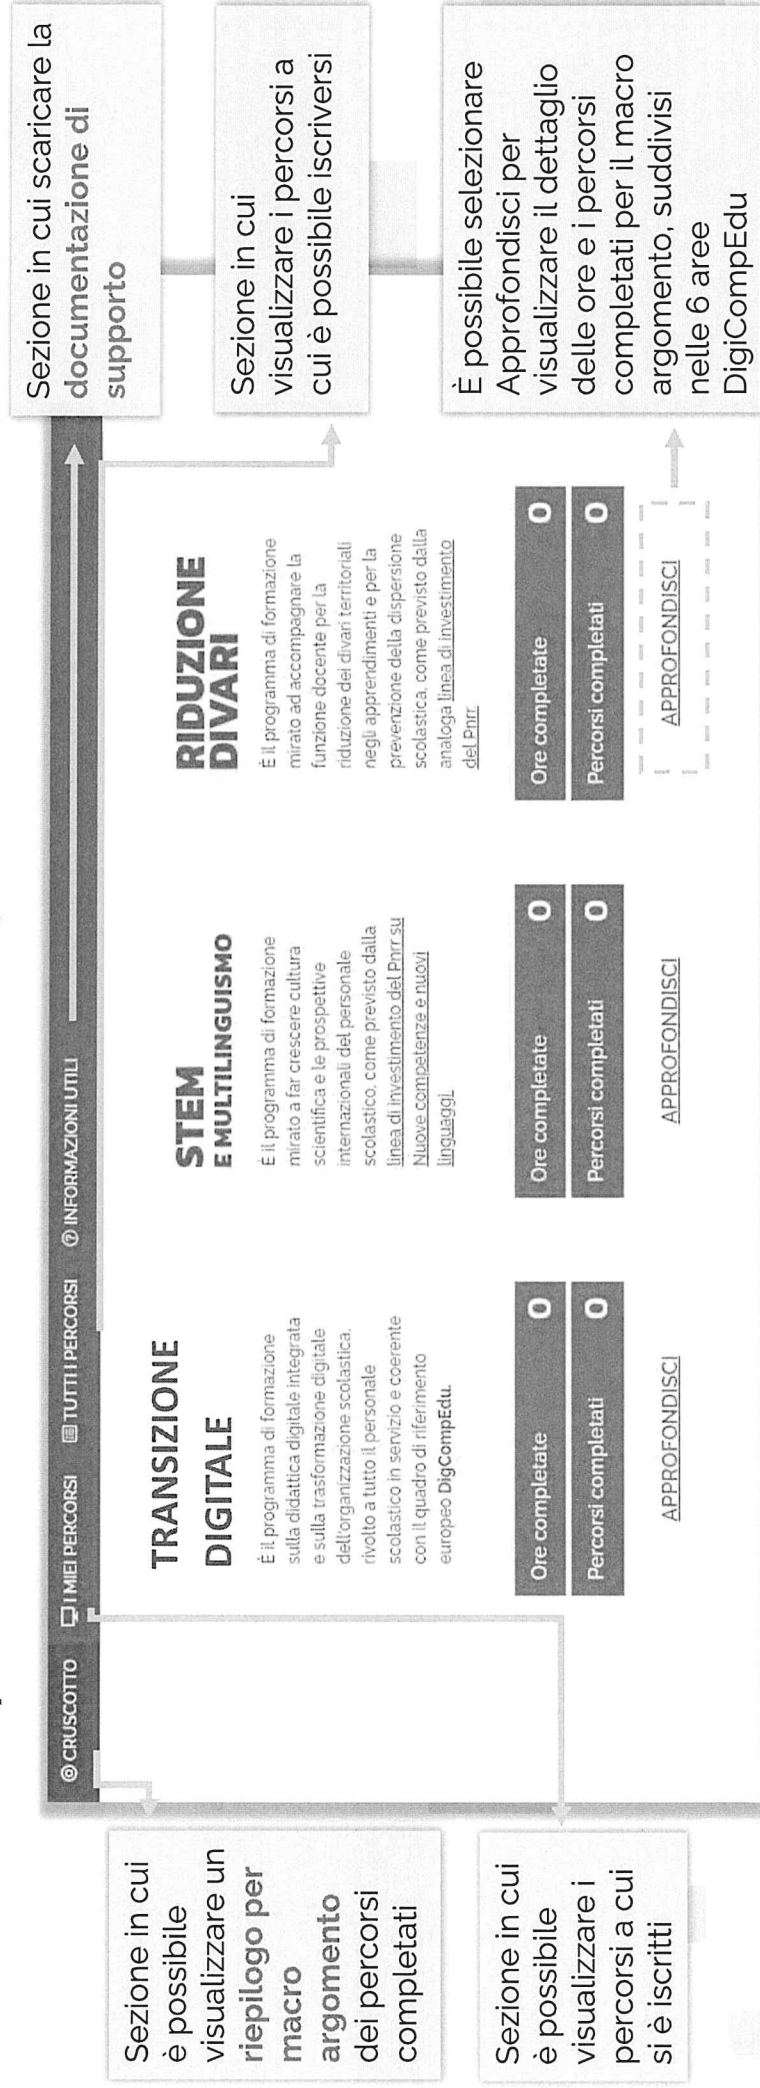 Sezione in cui
è possibile
visualizzare un
riepilogo per
macro
argomento
dei percorsi
completati
Sezione in cui
è possibile
visualizzare i
percorsi a cui
si è iscritti
CRUSCOTTO
I MIEI PERCORSI
TUTTI I PERCORSI
INFORMAZIONI UTILI
TRANSIZIONE
DIGITALE
È il programma di formazione
sulla didattica digitale integrata
e sulla trasformazione digitale
dell'organizzazione scolastica,
rivolto a tutto il personale
scolastico in servizio e coerente
con il quadro di riferimento
europeo DigCompEdu.
Ore completate 0
Percorsi completati 0
APPROFONDISCI
STEM
E MULTILINGUISMO
È il programma di formazione
mirato a far crescere cultura
scientifica e le prospettive
internazionali del personale
scolastico, come previsto dalla
linea di investimento del Pnrr su
Nuove competenze e nuovi
linguaggi.
Ore completate 0
Percorsi completati 0
APPROFONDISCI
RIDUZIONE
DIVARI
È il programma di formazione
mirato ad accompagnare la
funzione docente per la
riduzione dei divari territoriali
negli apprendimenti e per la
prevenzione della dispersione
scolastica, come previsto dalla
analoga linea di investimento
del Pnrr.
Ore completate 0
Percorsi completati 0
APPROFONDISCI
Sezione in cui scaricare la
documentazione di
supporto
Sezione in cui
visualizzare i percorsi a
cui è possibile iscriversi
È possibile selezionare
Approfondisci per
visualizzare il dettaglio
delle ore e i percorsi
completati per il macro
argomento, suddivisi
nelle 6 aree
DigiCompEdu